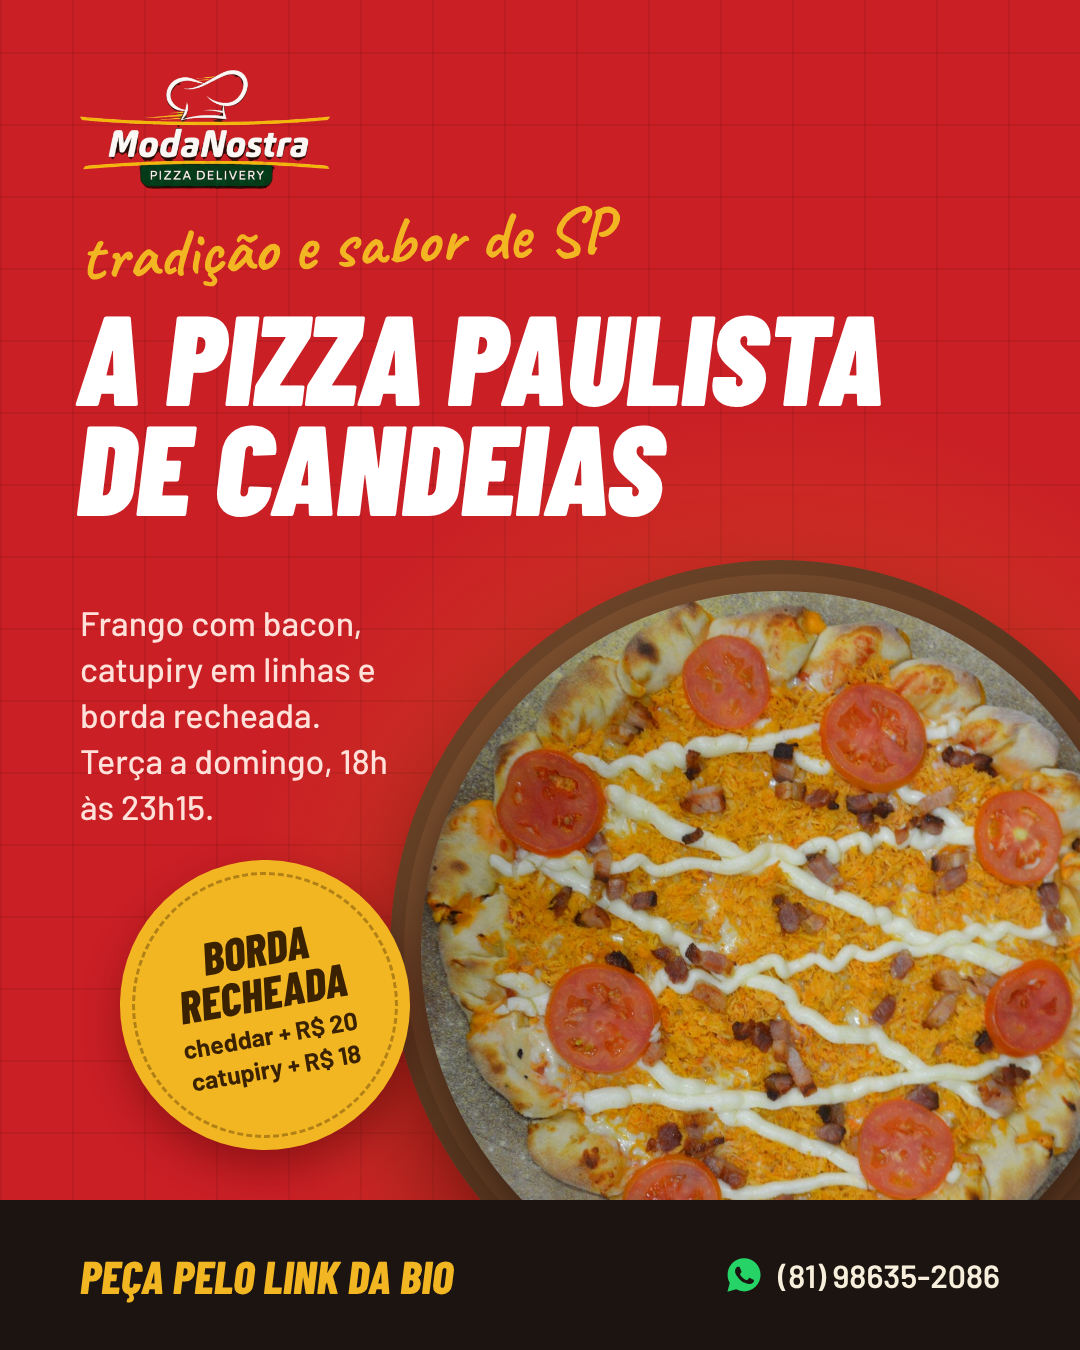 ModaNostra
PIZZA DELIVERY
tradição e sabor de SP
A PIZZA PAULISTA
DE CANDEIAS
Frango com bacon,
catupiry em linhas e
borda recheada.
Terça a domingo, 18h
às 23h15.
BORDA
RECHEADA
cheddar + R$ 20
catupiry + R$ 18
PEÇA PELO LINK DA BIO
(81) 98635-2086